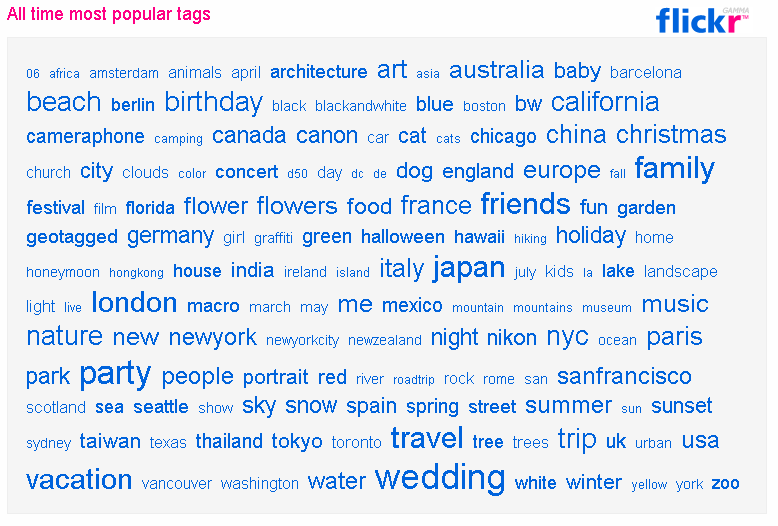 All time most popular tags
flickr GAMMA
TM
06 africa amsterdam animals april architecture art asia australia baby barcelona
beach berlin birthday black blackandwhite blue boston bw california
cameraphone camping canada canon car cat cats chicago china christmas
church city clouds color concert d50 day dc de dog england europe fall family
festival film florida flower flowers food france friends fun garden
geotagged germany girl graffiti green halloween hawaii hiking holiday home
honeymoon hongkong house india ireland island italy japan july kids la lake landscape
light live london macro march may me mexico mountain mountains museum music
nature new newyork newyorkcity newzealand night nikon nyc ocean paris
park party people portrait red river roadtrip rock rome san sanfrancisco
scotland sea seattle show sky snow spain spring street summer sun sunset
sydney taiwan texas thailand tokyo toronto travel tree trees trip uk urban usa
vacation vancouver washington water wedding white winter yellow york zoo